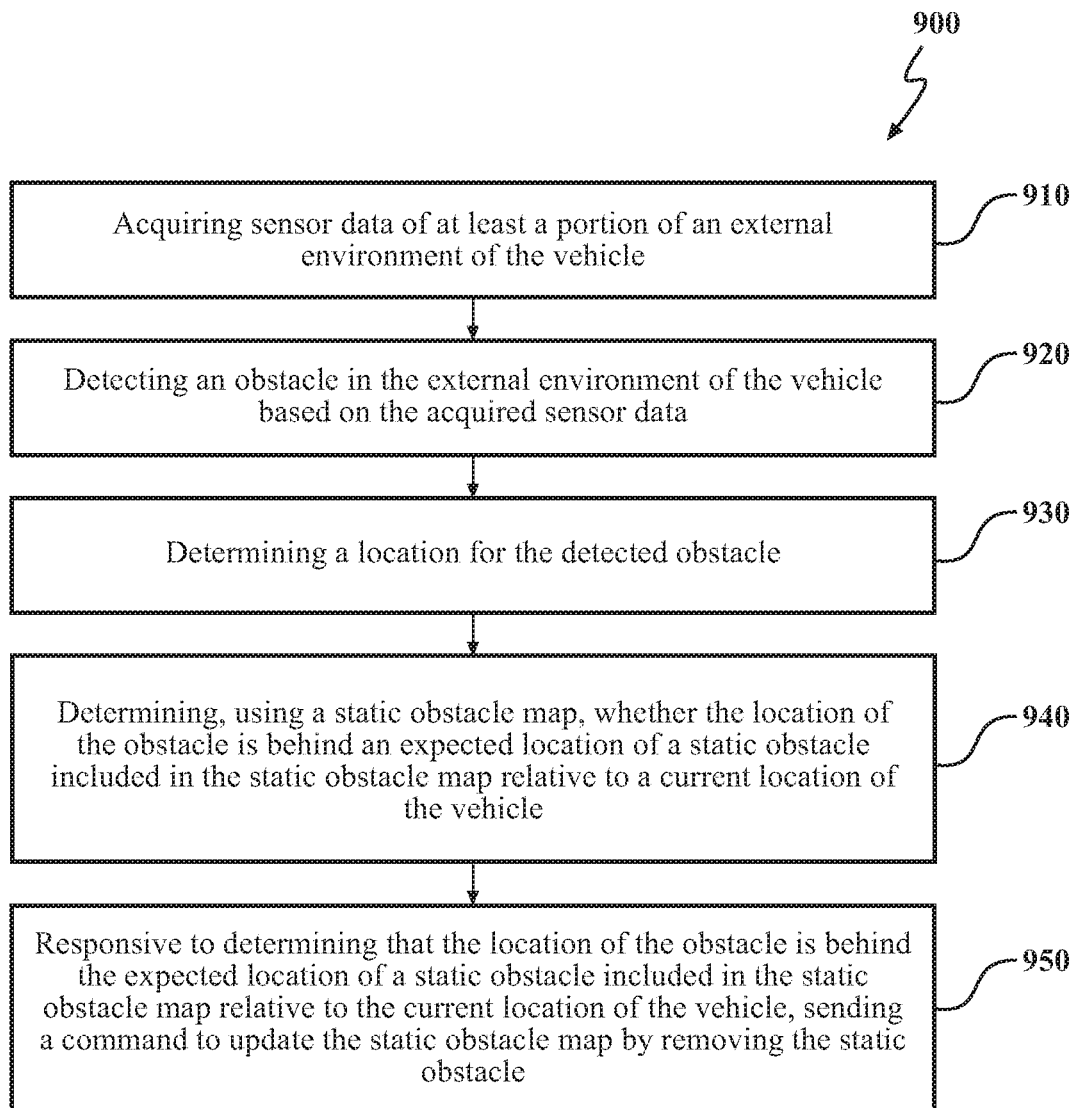 900
Acquiring sensor data of at least a portion of an external
environment of the vehicle
910
Detecting an obstacle in the external environment of the vehicle
based on the acquired sensor data
920
Determining a location for the detected obstacle
930
Determining, using a static obstacle map, whether the location of
the obstacle is behind an expected location of a static obstacle
included in the static obstacle map relative to a current location of
the vehicle
940
Responsive to determining that the location of the obstacle is behind
the expected location of a static obstacle included in the static
obstacle map relative to the current location of the vehicle, sending
a command to update the static obstacle map by removing the static
obstacle
950